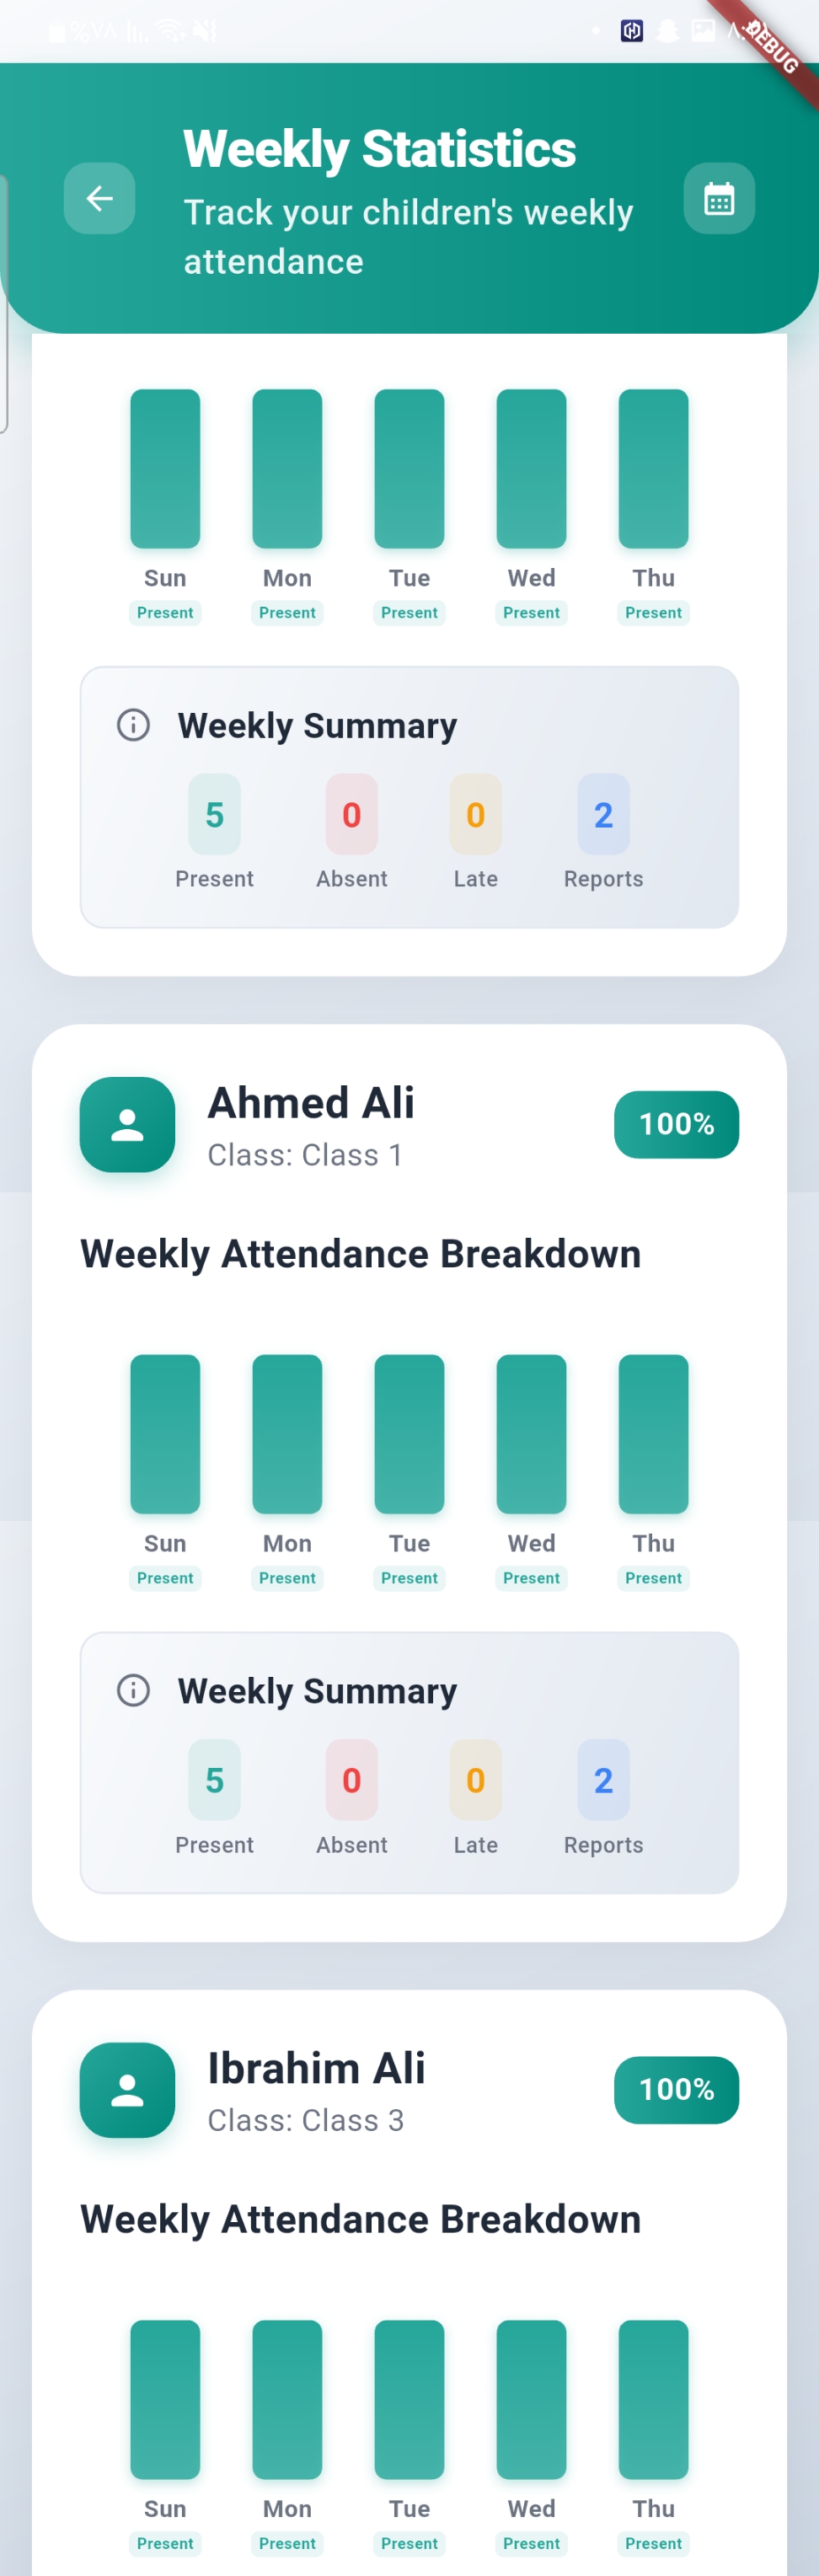 %٧٨
DEBUG
Weekly Statistics
Track your children's weekly
attendance
Sun Mon Tue Wed Thu
Present Present Present Present Present
Weekly Summary
5 0 0 2
Present Absent Late Reports
Ahmed Ali
100%
Class: Class 1
Weekly Attendance Breakdown
Sun Mon Tue Wed Thu
Present Present Present Present Present
Weekly Summary
5 0 0 2
Present Absent Late Reports
Ibrahim Ali
100%
Class: Class 3
Weekly Attendance Breakdown
Sun Mon Tue Wed Thu
Present Present Present Present Present